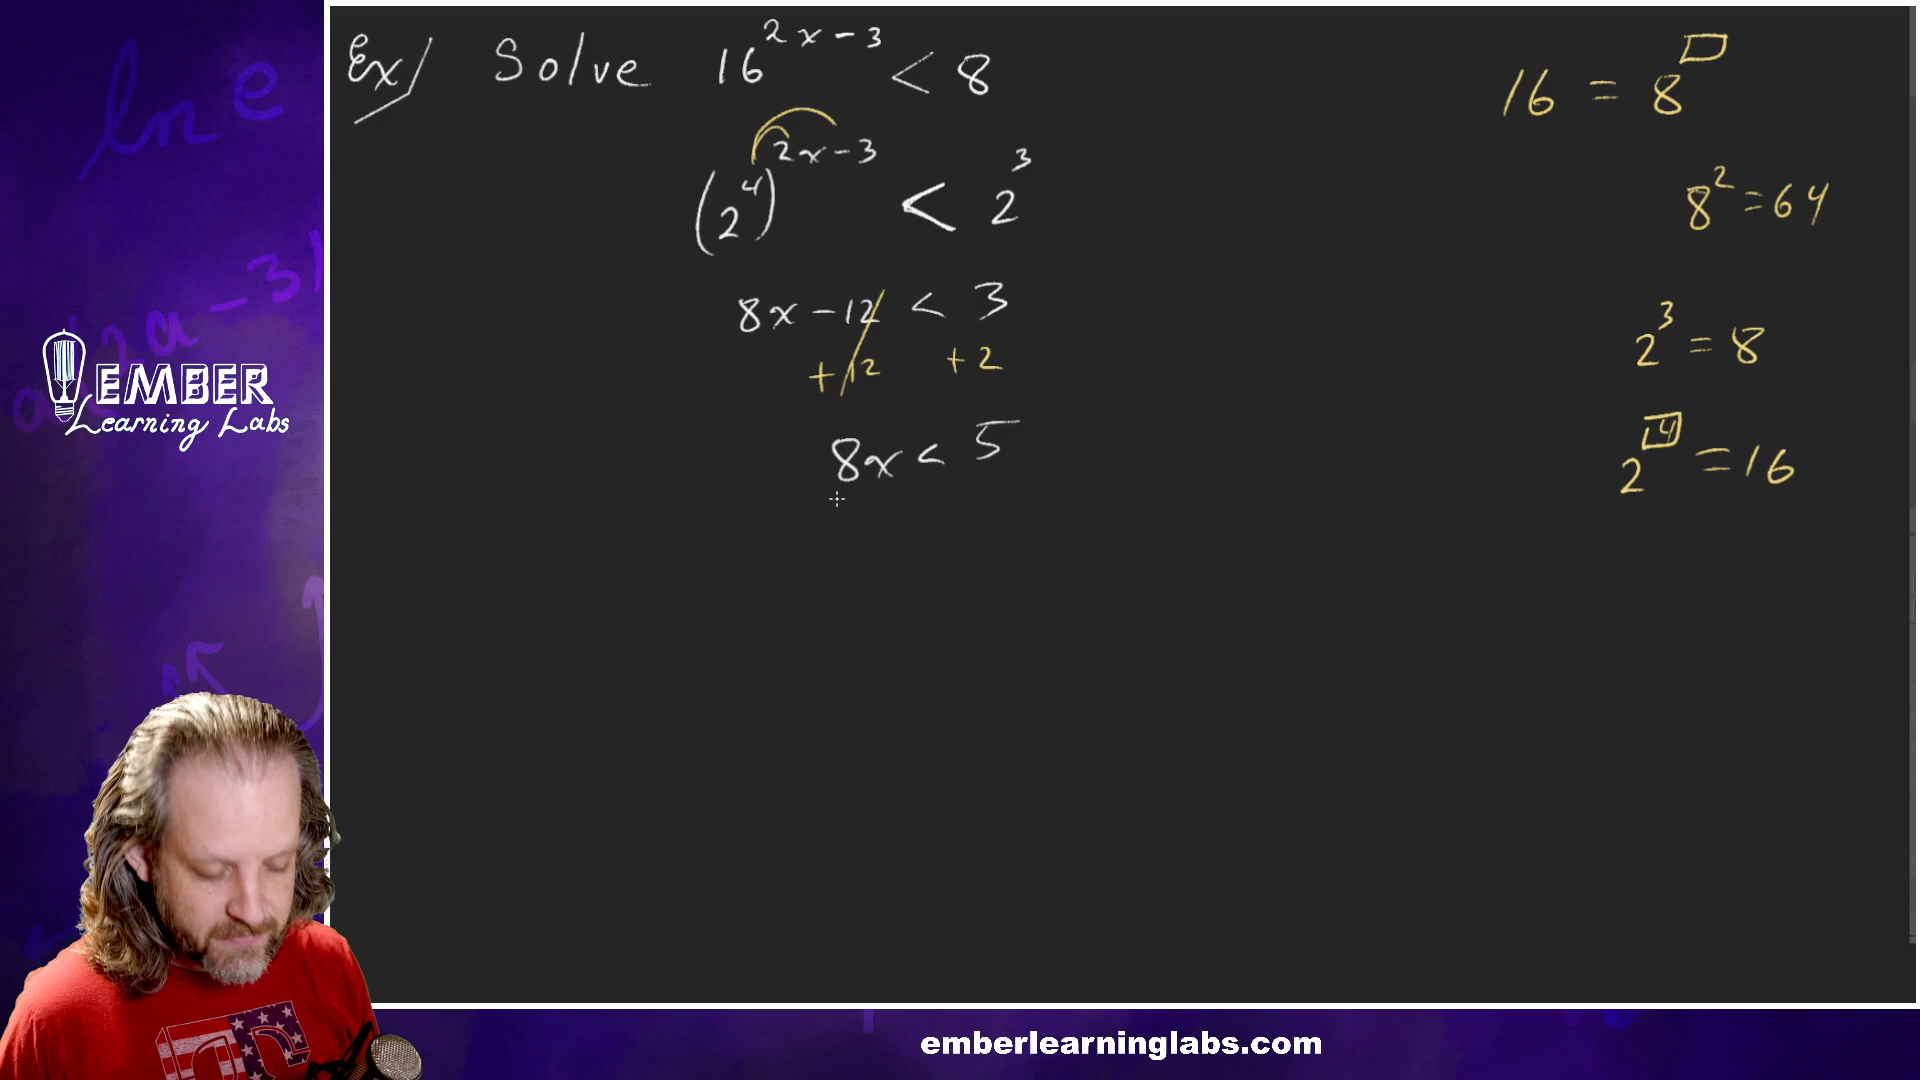 Ex/ Solve 16^(2x-3) < 8
(2^4)^(2x-3) < 2^3
8x - 12 < 3
+12 +2
8x < 5
16 = 8^□
8^2 = 64
2^3 = 8
2^4 = 16
ln e
EMBER
Learning Labs
emberlearninglabs.com